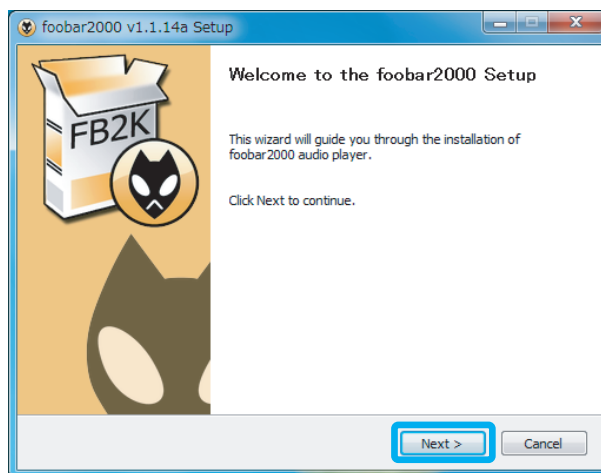 foobar2000 v1.1.14a Setup
FB2K
Welcome to the foobar2000 Setup
This wizard will guide you through the installation of
foobar2000 audio player.
Click Next to continue.
Next >
Cancel